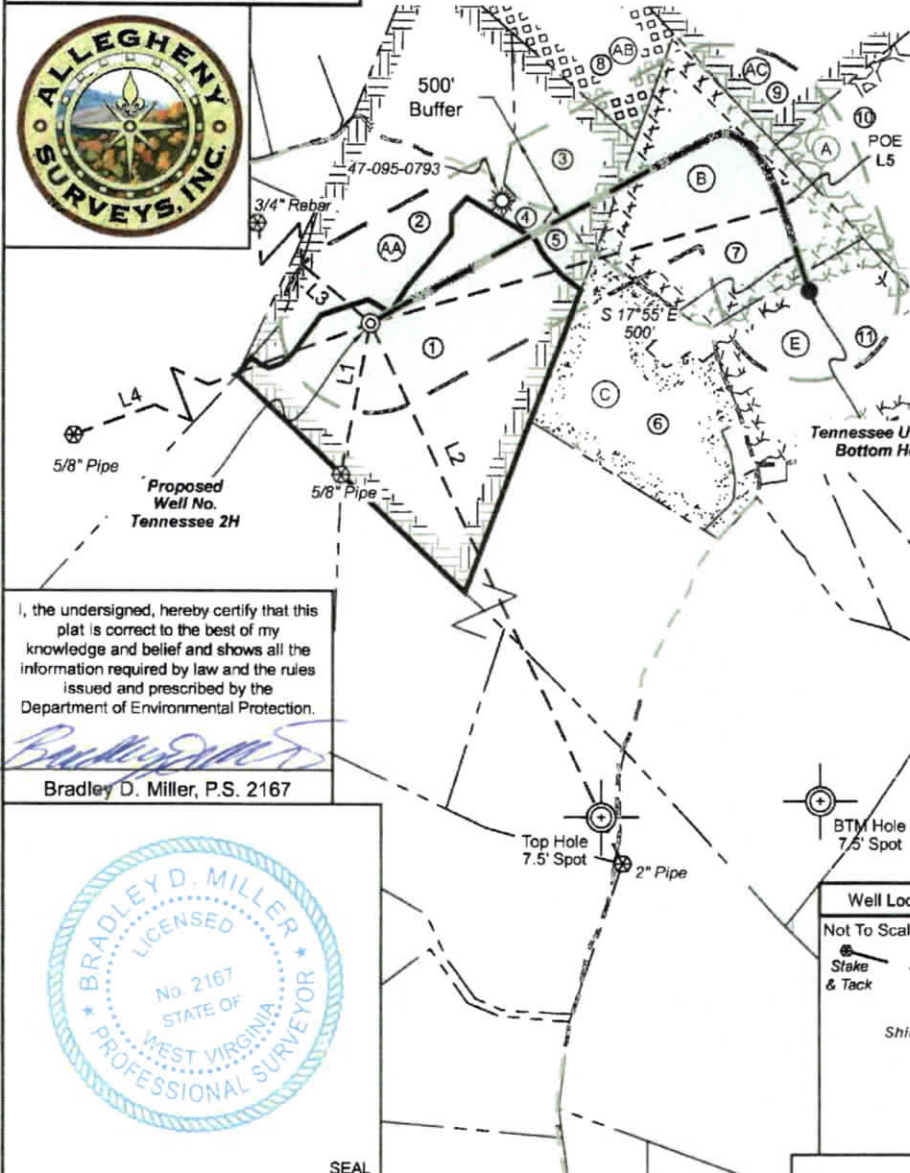 ALLEGHENY
SURVEYS, INC.
500'
Buffer
47-095-0793
3/4" Rebar
8
AB
AC
9
10
A
POE
L5
3
B
2
4
5
AA
7
L3
S 17°55' E
500'
1
E
11
L1
L4
C
6
L2
5/8" Pipe
5/8" Pipe
Proposed
Well No.
Tennessee 2H
Tennessee U
Bottom H
I, the undersigned, hereby certify that this
plat is correct to the best of my
knowledge and belief and shows all the
information required by law and the rules
issued and prescribed by the
Department of Environmental Protection.
Bradley D. Miller, P.S. 2167
Top Hole
7.5' Spot
2" Pipe
BTM Hole
7.5' Spot
BRADLEY D. MILLER
LICENSED
No. 2167
STATE OF
WEST VIRGINIA
PROFESSIONAL SURVEYOR
SEAL
Well Loc
Not To Scal
Stake
& Tack
Shi